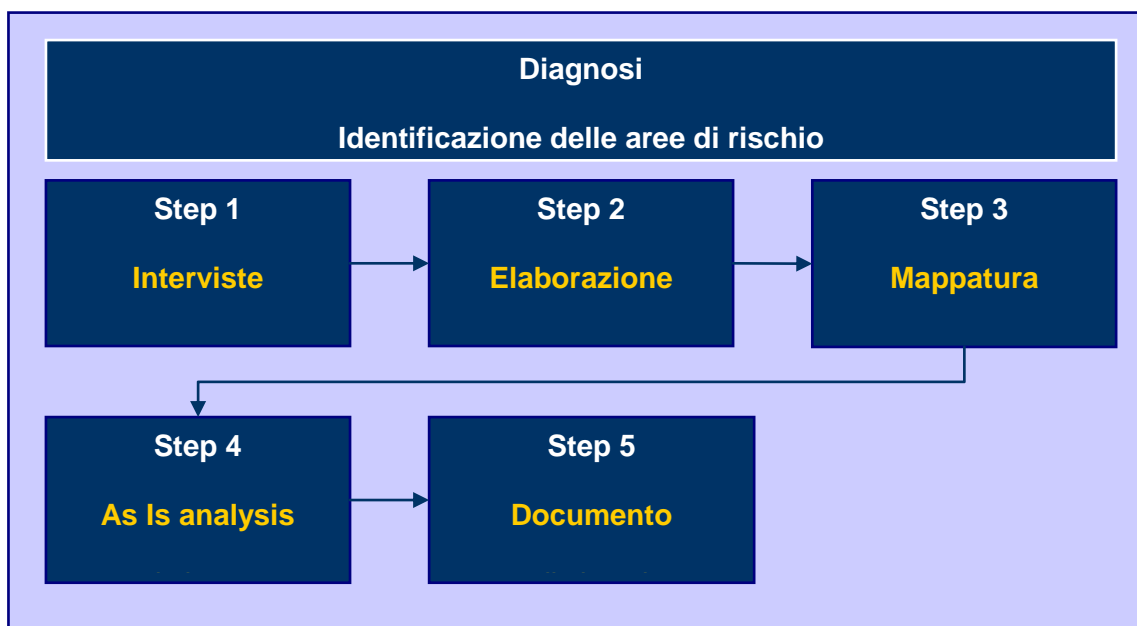 Diagnosi
Identificazione delle aree di rischio
Step 1
Interviste
Step 2
Elaborazione
Step 3
Mappatura
Step 4
As Is analysis
Step 5
Documento